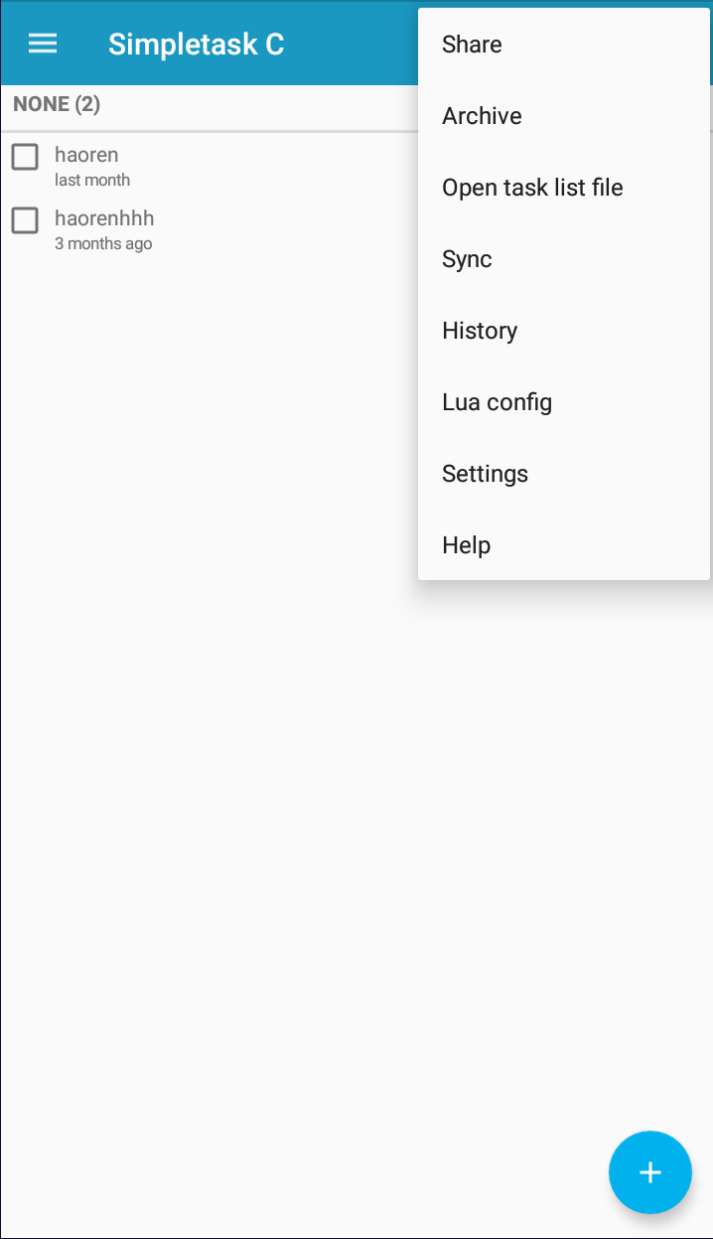 Simpletask C
NONE (2)
haoren
last month
haorenhhh
3 months ago
Share
Archive
Open task list file
Sync
History
Lua config
Settings
Help